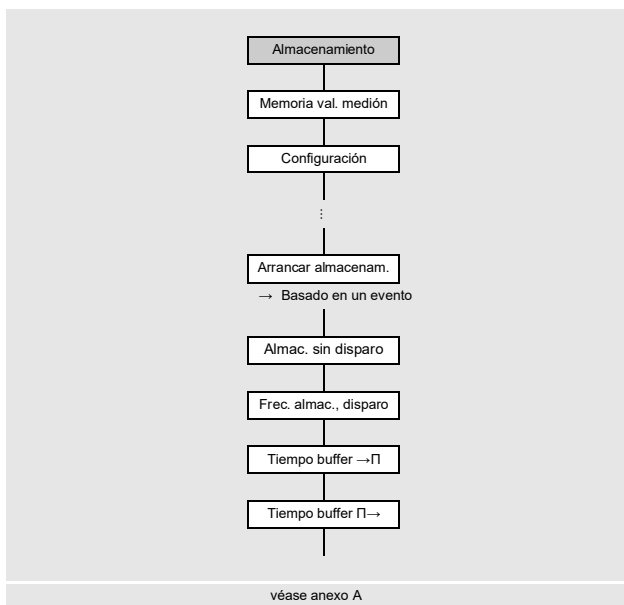 Almacenamiento
Memoria val. medión
Configuración
⋮
Arrancar almacenam.
→ Basado en un evento
Almac. sin disparo
Frec. almac., disparo
Tiempo buffer →Π
Tiempo buffer Π→
véase anexo A